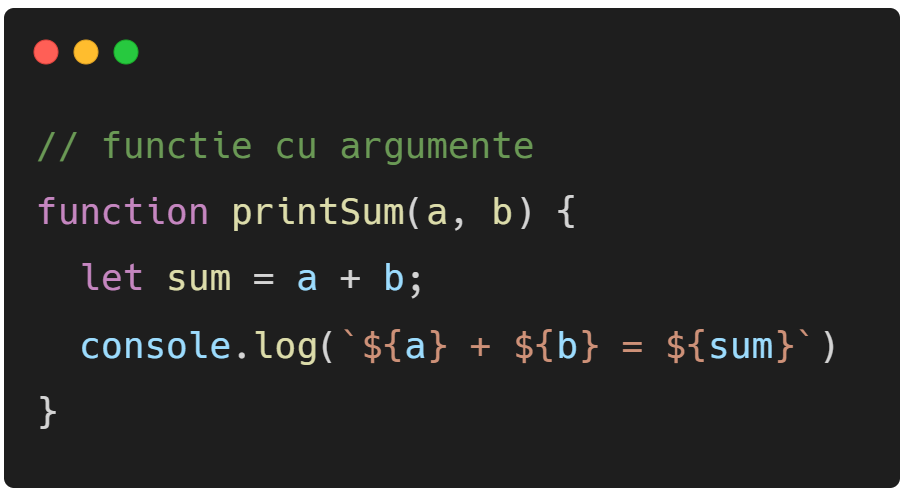 // functie cu argumente
function printSum(a, b) {
  let sum = a + b;
  console.log(`${a} + ${b} = ${sum}`)
}